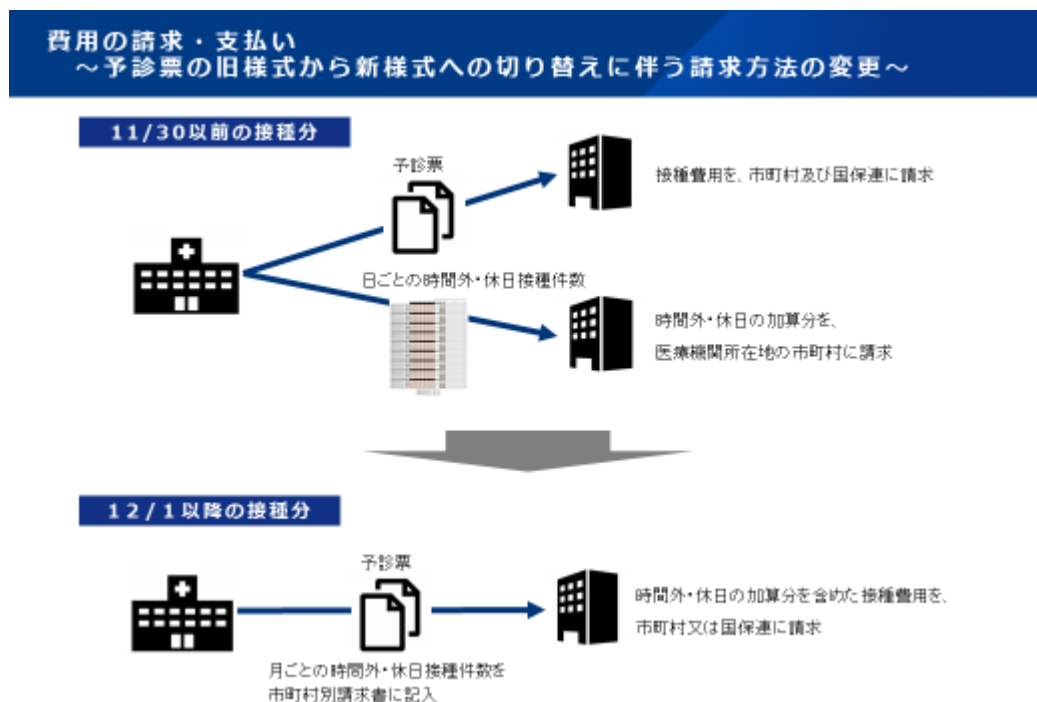 費用の請求・支払い
～予診票の旧様式から新様式への切り替えに伴う請求方法の変更～
11/30以前の接種分
予診票
接種費用を、市町村及び国保連に請求
日ごとの時間外・休日接種件数
時間外・休日の加算分を、
医療機関所在地の市町村に請求
12/1以降の接種分
予診票
時間外・休日の加算分を含めた接種費用を、
市町村又は国保連に請求
月ごとの時間外・休日接種件数を
市町村別請求書に記入